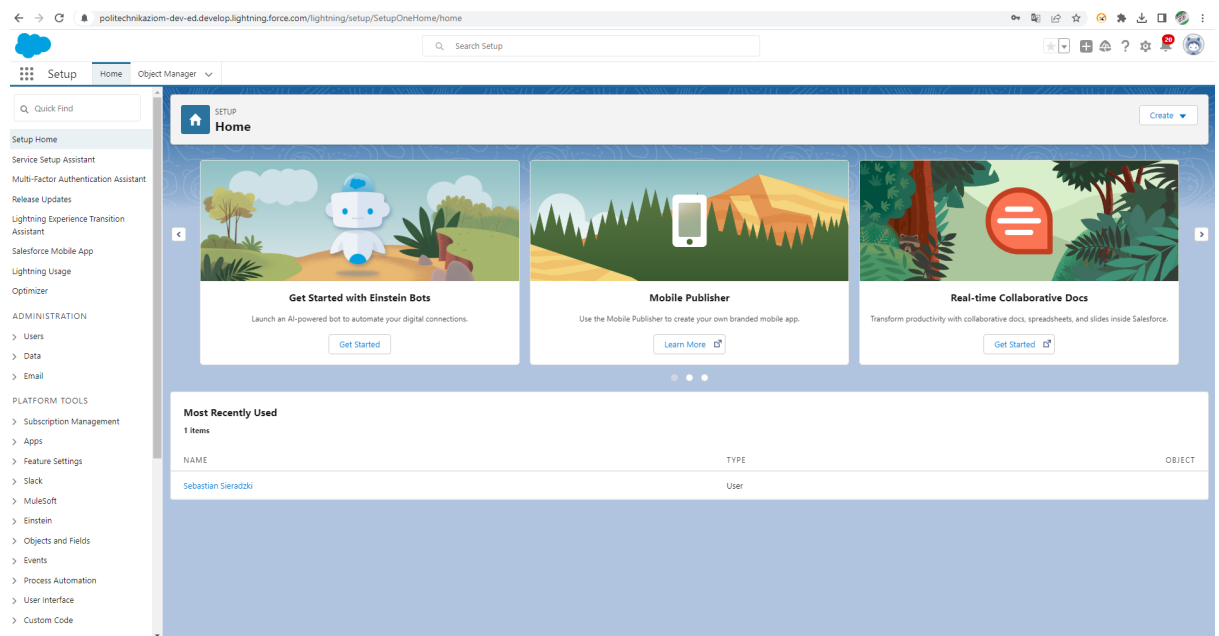 politechnikaziom-dev-ed.develop.lightning.force.com/lightning/setup/SetupOneHome/home
Search Setup
20
Setup
Home
Object Manager
Quick Find
Setup Home
Service Setup Assistant
Multi-Factor Authentication Assistant
Release Updates
Lightning Experience Transition
Assistant
Salesforce Mobile App
Lightning Usage
Optimizer
ADMINISTRATION
Users
Data
Email
PLATFORM TOOLS
Subscription Management
Apps
Feature Settings
Slack
MuleSoft
Einstein
Objects and Fields
Events
Process Automation
User Interface
Custom Code
SETUP
Home
Create
Get Started with Einstein Bots
Launch an AI-powered bot to automate your digital connections.
Get Started
Mobile Publisher
Use the Mobile Publisher to create your own branded mobile app.
Learn More
Real-time Collaborative Docs
Transform productivity with collaborative docs, spreadsheets, and slides inside Salesforce.
Get Started
Most Recently Used
1 items
NAME TYPE OBJECT
Sebastian Sieradzki User